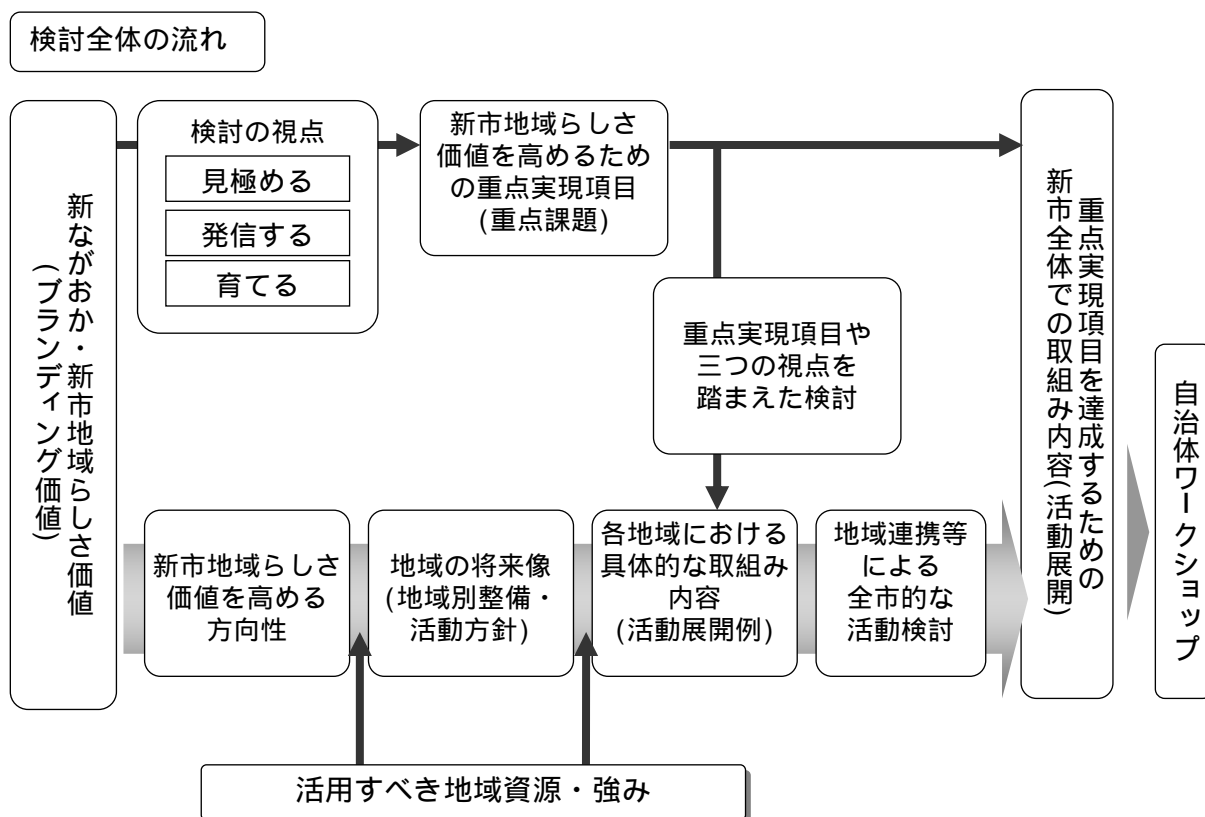 検討全体の流れ
新ながおか・新市地域らしさ価値
(ブランディング価値)
検討の視点
見極める
発信する
育てる
新市地域らしさ
価値を高めるため
の重点実現項目
(重点課題)
重点実現項目や
三つの視点を
踏まえた検討
新市地域らしさ
価値を高める
方向性
地域の将来像
(地域別整備・
活動方針)
各地域における
具体的な取組み
内容
(活動展開例)
地域連携等
による
全市的な
活動検討
重点実現項目を達成するための
新市全体での取組み内容(活動展開)
自治体ワークショップ
活用すべき地域資源・強み